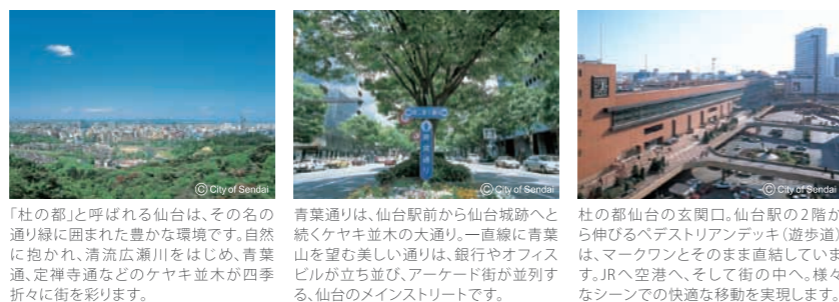 © City of Sendai
© City of Sendai
© City of Sendai
「杜の都」と呼ばれる仙台は、その名の
通り緑に囲まれた豊かな環境です。自然
に抱かれ、清流広瀬川をはじめ、青葉
通、定禅寺通などのケヤキ並木が四季
折々に街を彩ります。
青葉通りは、仙台駅前から仙台城跡へと
続くケヤキ並木の大通り。一直線に青葉
山を望む美しい通りは、銀行やオフィス
ビルが立ち並び、アーケード街が並列す
る、仙台のメインストリートです。
杜の都仙台の玄関口。仙台駅の2階か
ら伸びるペデストリアンデッキ(遊歩道)
は、マークワンとそのまま直結していま
す。JRへ空港へ、そして街の中へ。様々
なシーンでの快適な移動を実現します。